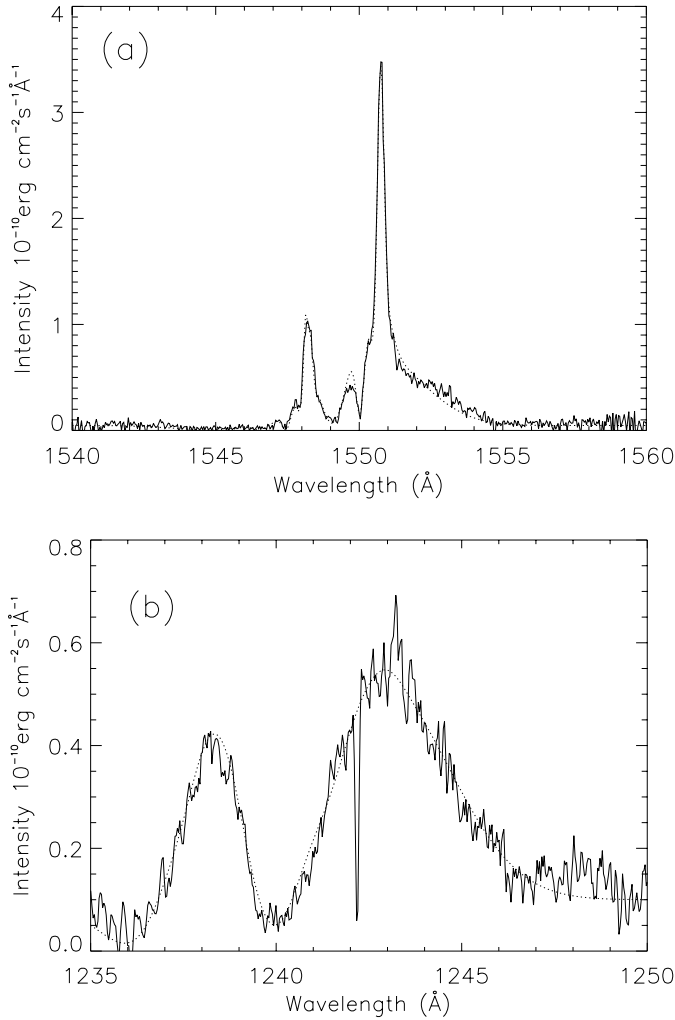 (a)
4
3
2
1
0
Intensity 10⁻¹⁰erg cm⁻²s⁻¹Å⁻¹
1540 1545 1550 1555 1560
Wavelength (Å)
(b)
0.8
0.6
0.4
0.2
0.0
Intensity 10⁻¹⁰erg cm⁻²s⁻¹Å⁻¹
1235 1240 1245 1250
Wavelength (Å)